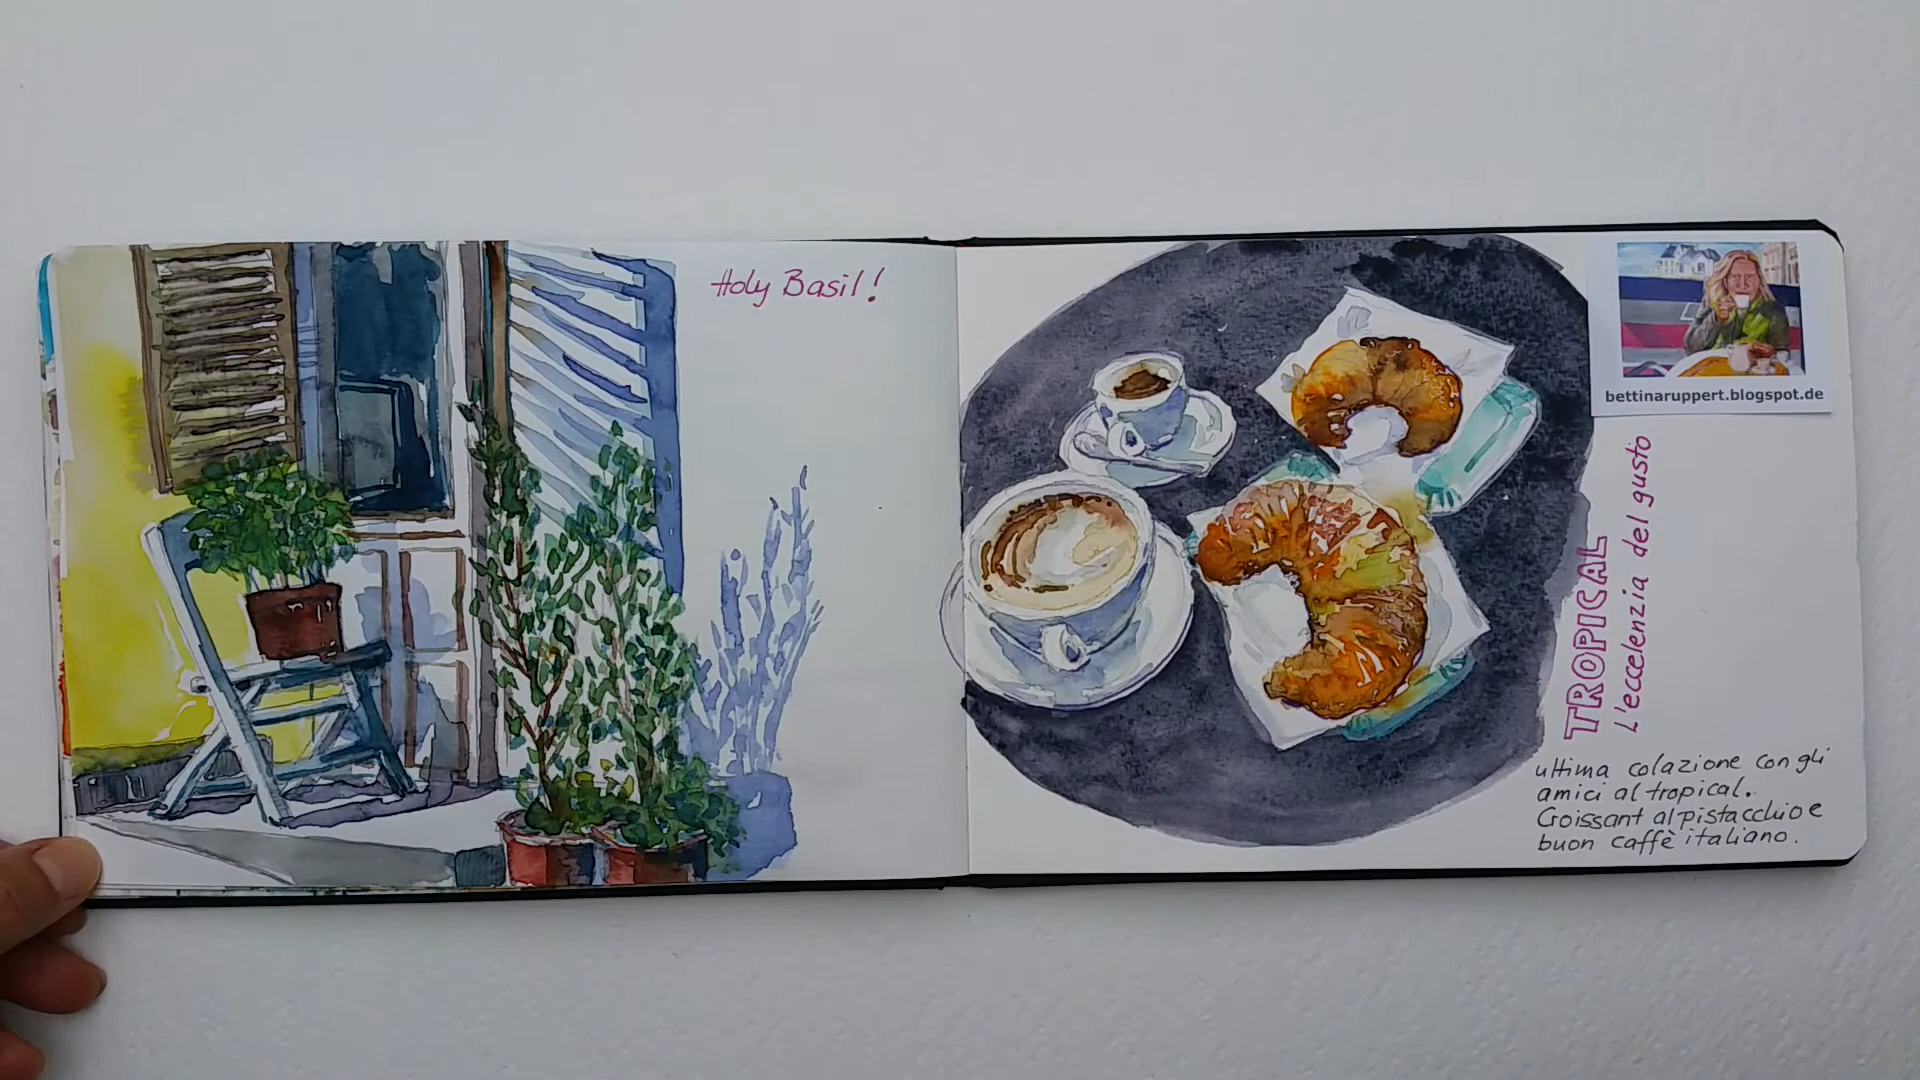 Holy Basil!
bettinaruppert.blogspot.de
TROPICAL
L'eccelenzia del gusto
ultima colazione con gli
amici al tropical.
Croissant al pistacchio e
buon caffè italiano.